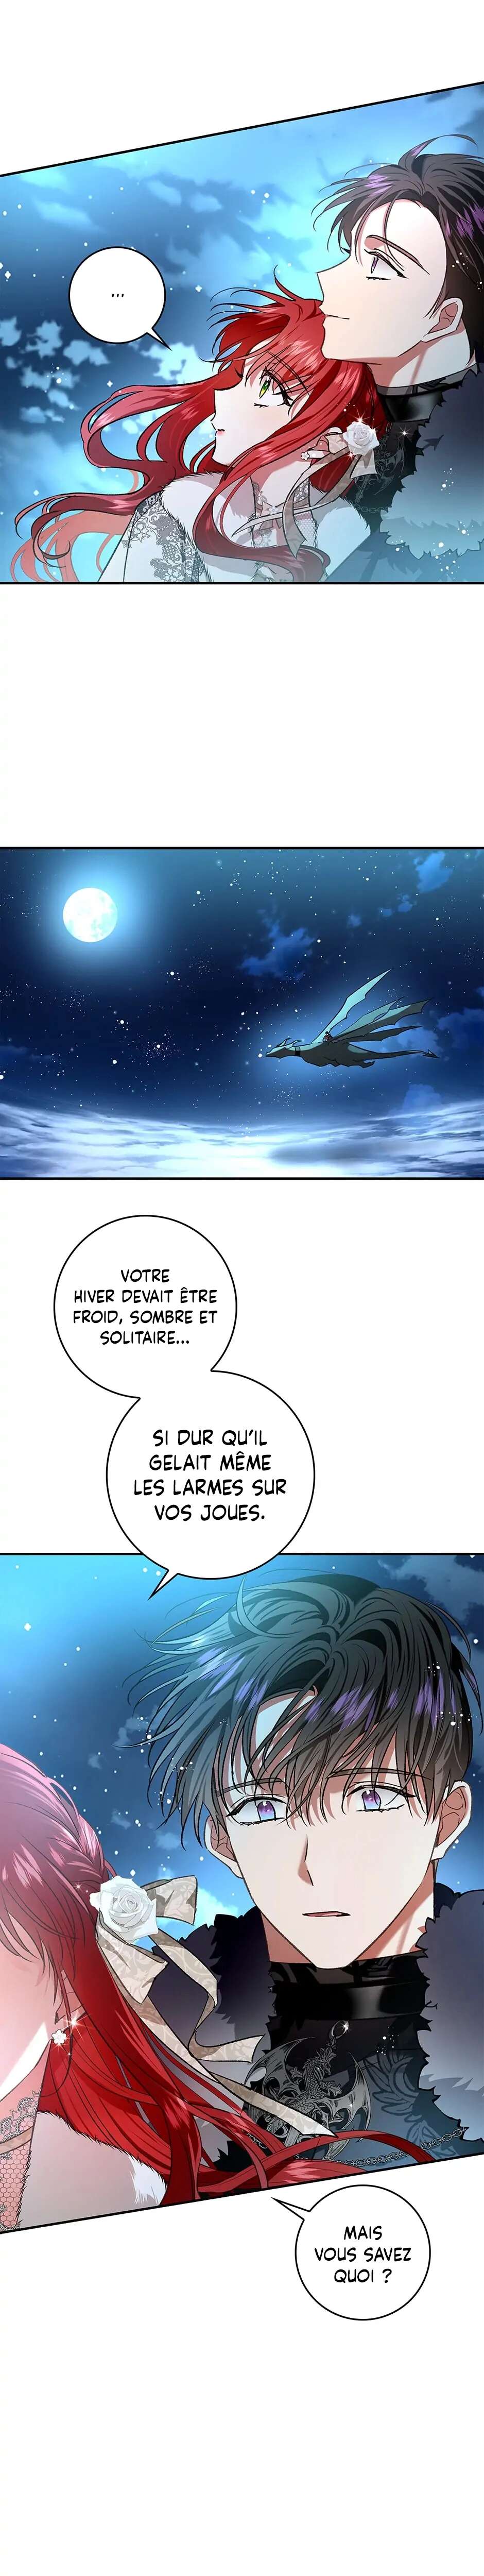 ...
VOTRE
HIVER DEVAIT ÊTRE
FROID, SOMBRE ET
SOLITAIRE...
SI DUR QU'IL
GELAIT MÊME
LES LARMES SUR
VOS JOUES.
MAIS
VOUS SAVEZ
QUOI ?